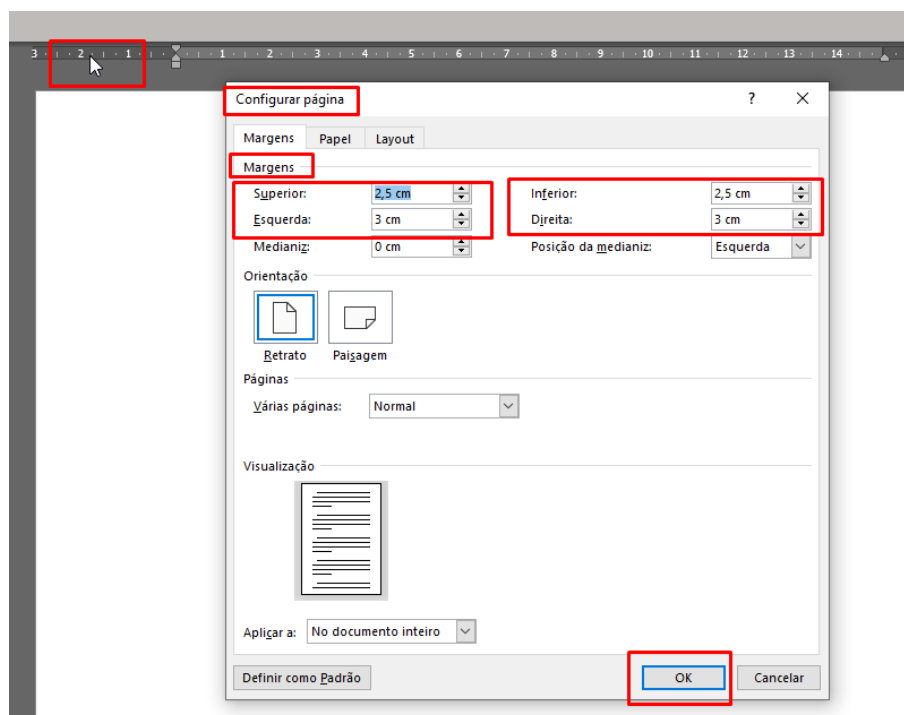 3 2 1 1 2 3 4 5 6 7 8 9 10 11 12 13 14
Configurar página ? X
Margens Papel Layout
Margens
Superior: 2,5 cm Inferior: 2,5 cm
Esquerda: 3 cm Direita: 3 cm
Medianiz: 0 cm Posição da medianiz: Esquerda
Orientação
Retrato Paisagem
Páginas
Várias páginas: Normal
Visualização
Aplicar a: No documento inteiro
Definir como Padrão OK Cancelar